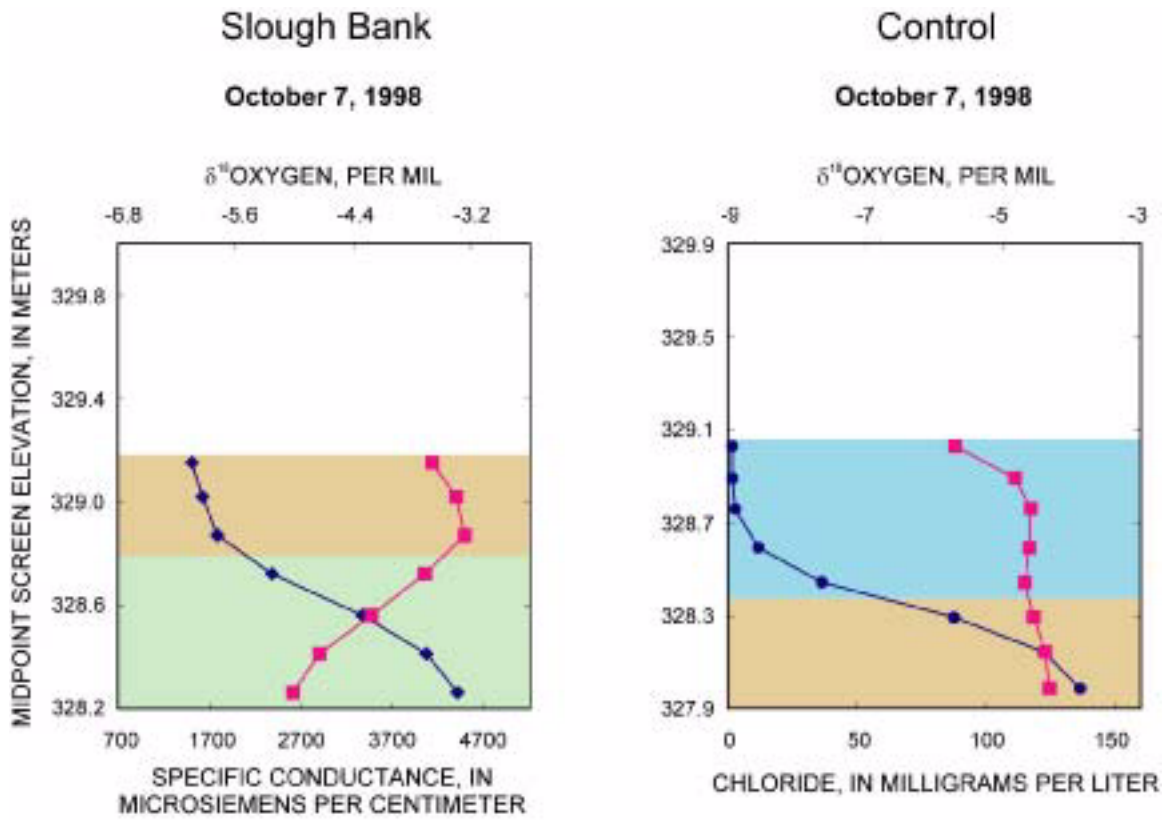 Slough Bank
October 7, 1998
δ¹⁸OXYGEN, PER MIL
-6.8 -5.6 -4.4 -3.2
MIDPOINT SCREEN ELEVATION, IN METERS
329.8
329.4
329.0
328.6
328.2
700 1700 2700 3700 4700
SPECIFIC CONDUCTANCE, IN
MICROSIEMENS PER CENTIMETER
Control
October 7, 1998
δ¹⁸OXYGEN, PER MIL
-9 -7 -5 -3
329.9
329.5
329.1
328.7
328.3
327.9
0 50 100 150
CHLORIDE, IN MILLIGRAMS PER LITER